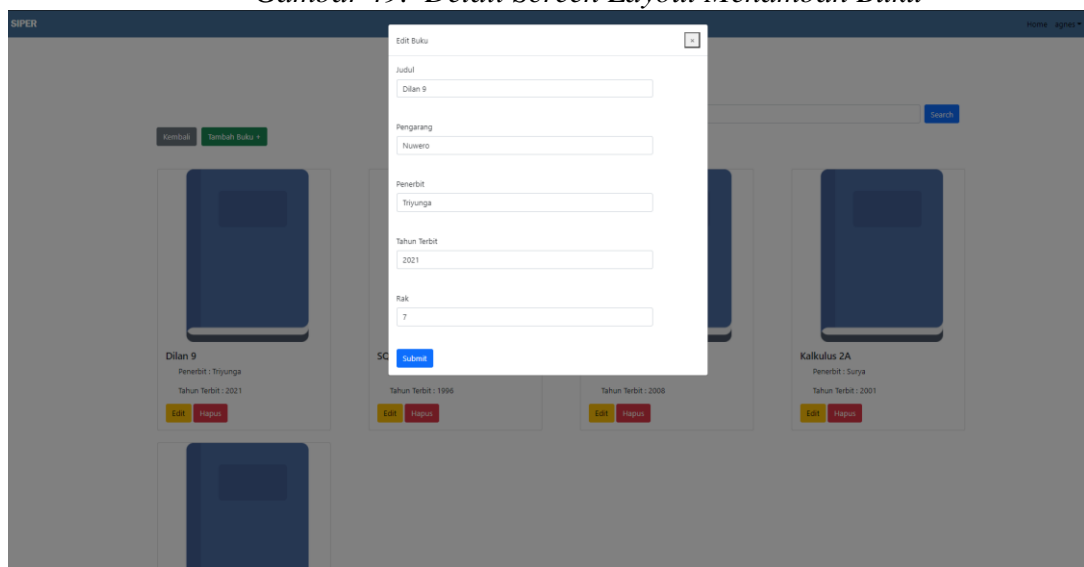 Gambar 49. Detail Screen Layout Menambah Buku
SIPER
Home agnes
Edit Buku
×
Judul
Dilan 9
Pengarang
Nuwero
Penerbit
Triyunga
Tahun Terbit
2021
Rak
7
Submit
Search
Kembali Tambah Buku +
Dilan 9
Penerbit : Triyunga
Tahun Terbit : 2021
Edit Hapus
Tahun Terbit : 1996
Edit Hapus
Tahun Terbit : 2008
Edit Hapus
Kalkulus 2A
Penerbit : Surya
Tahun Terbit : 2001
Edit Hapus